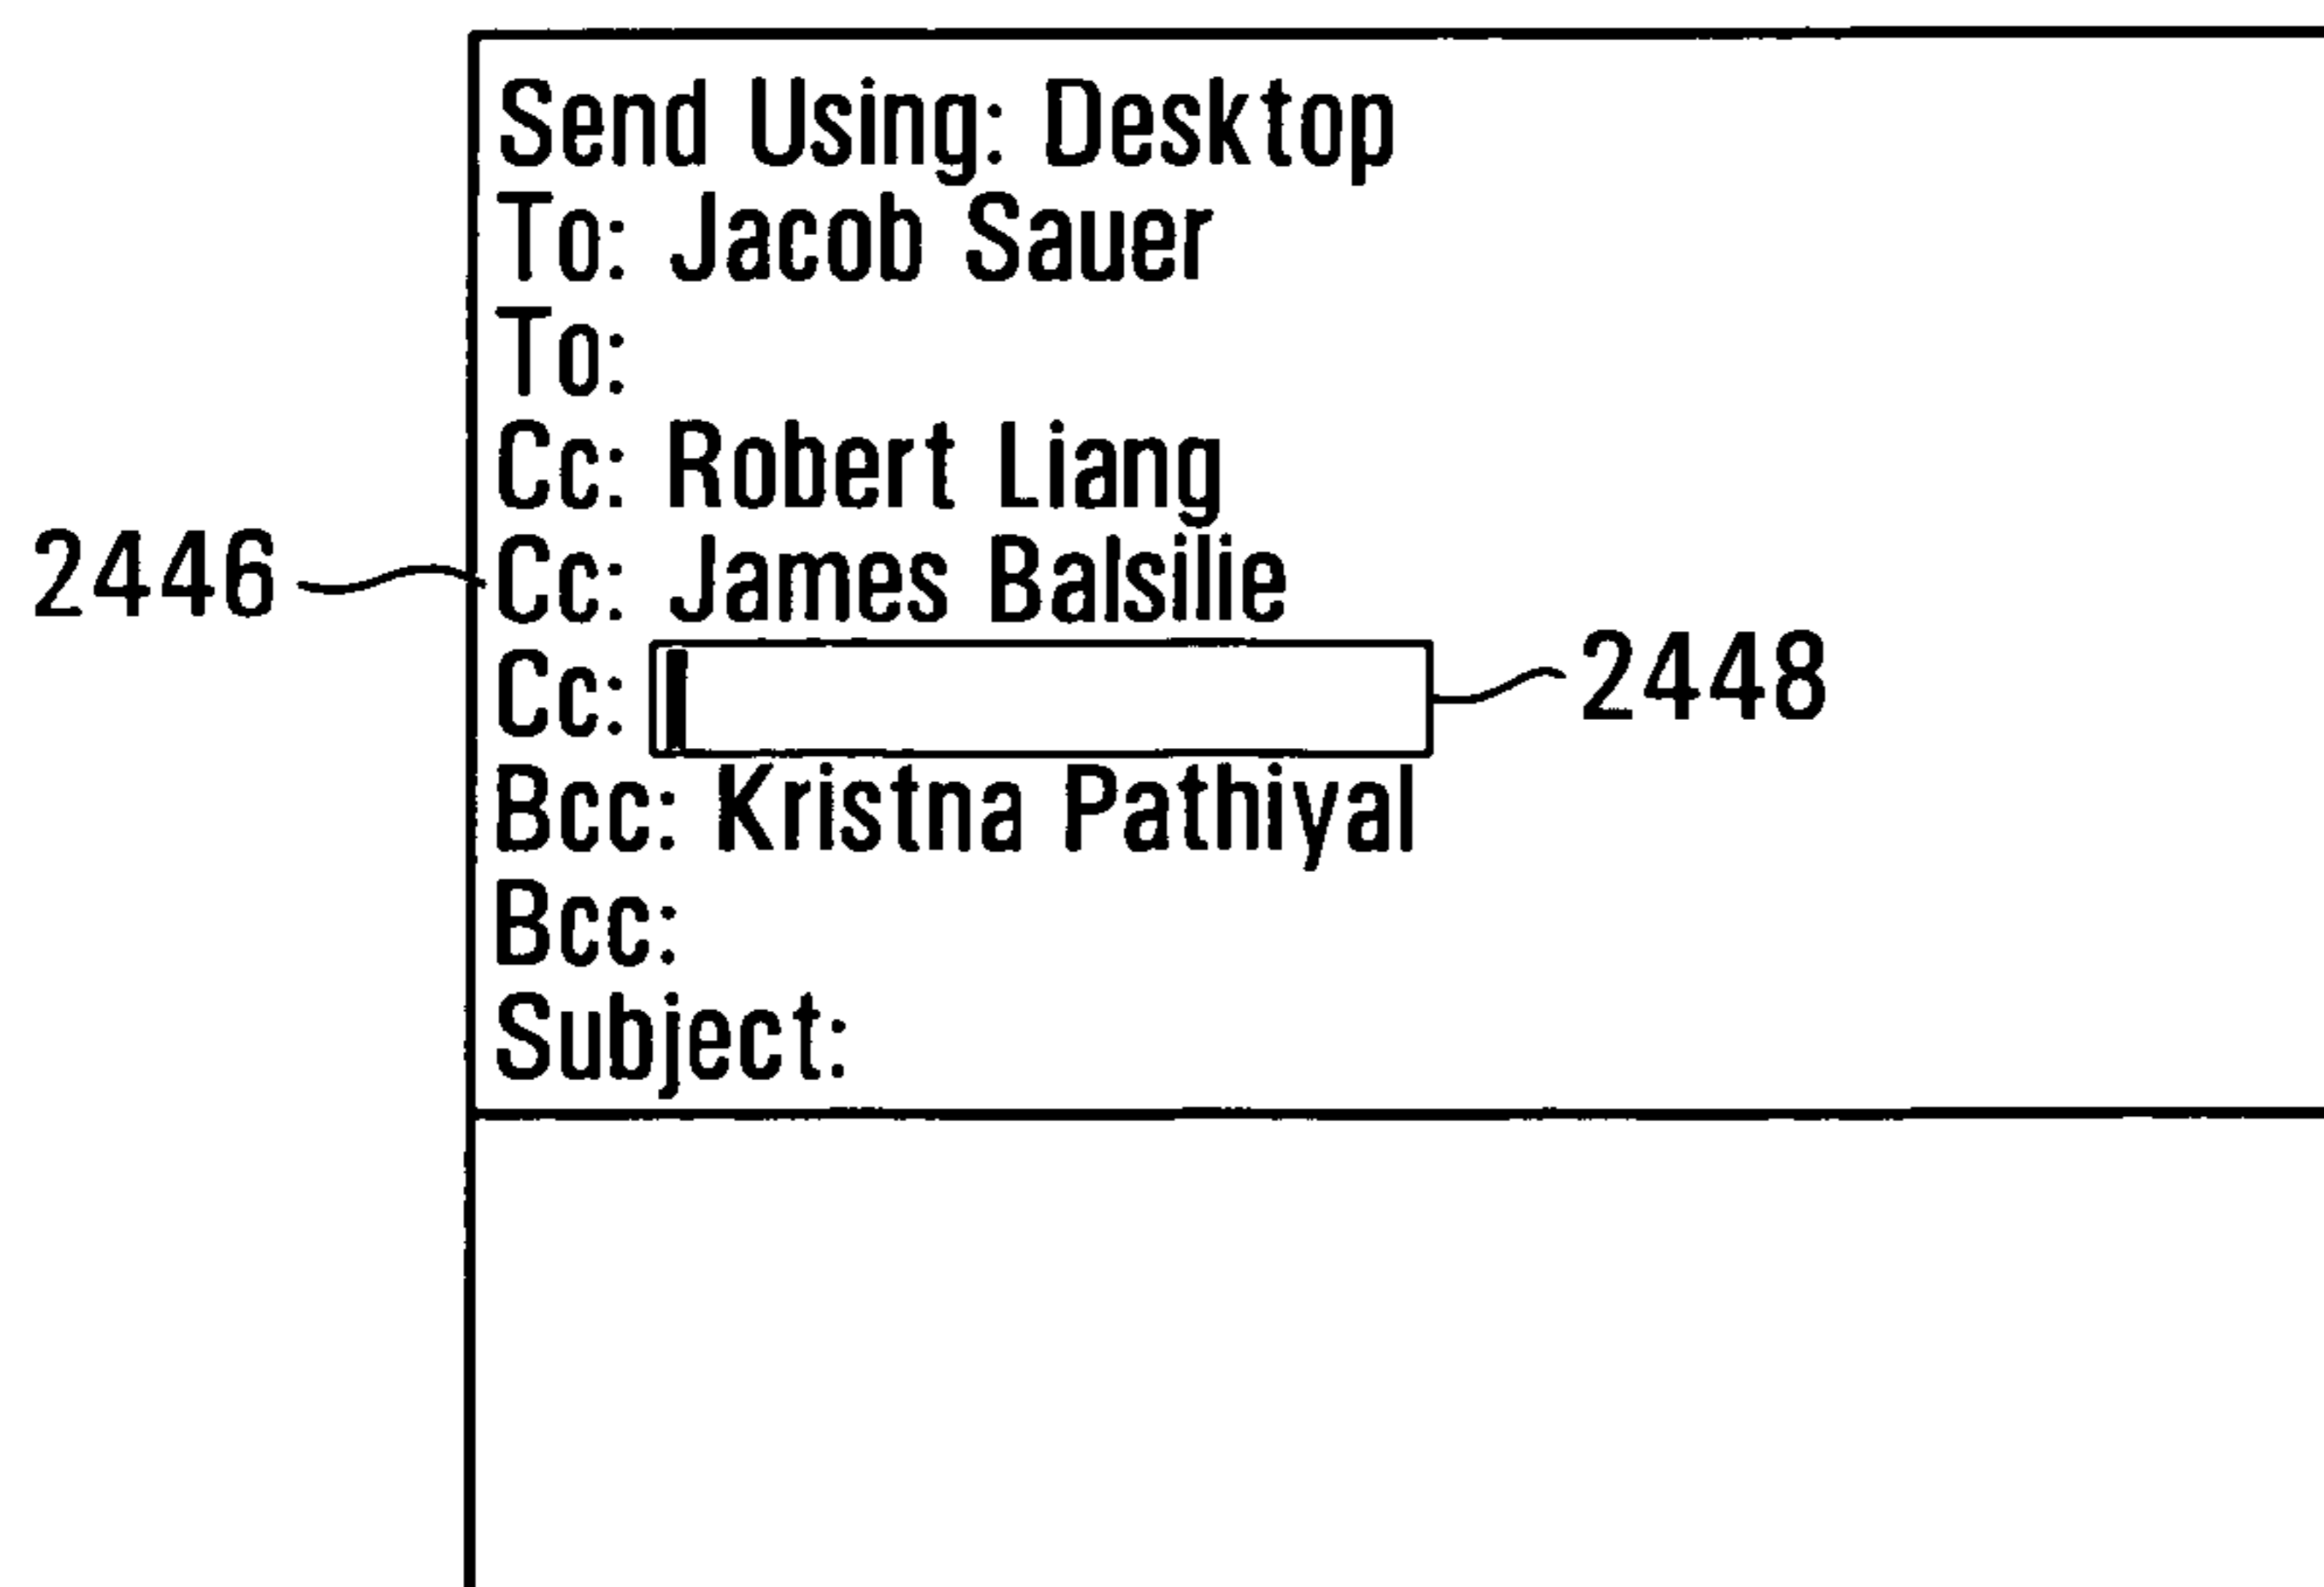 Send Using: Desktop
To: Jacob Sauer
To:
Cc: Robert Liang
2446 Cc: James Balsilie
Cc: 2448
Bcc: Kristna Pathiyal
Bcc:
Subject: